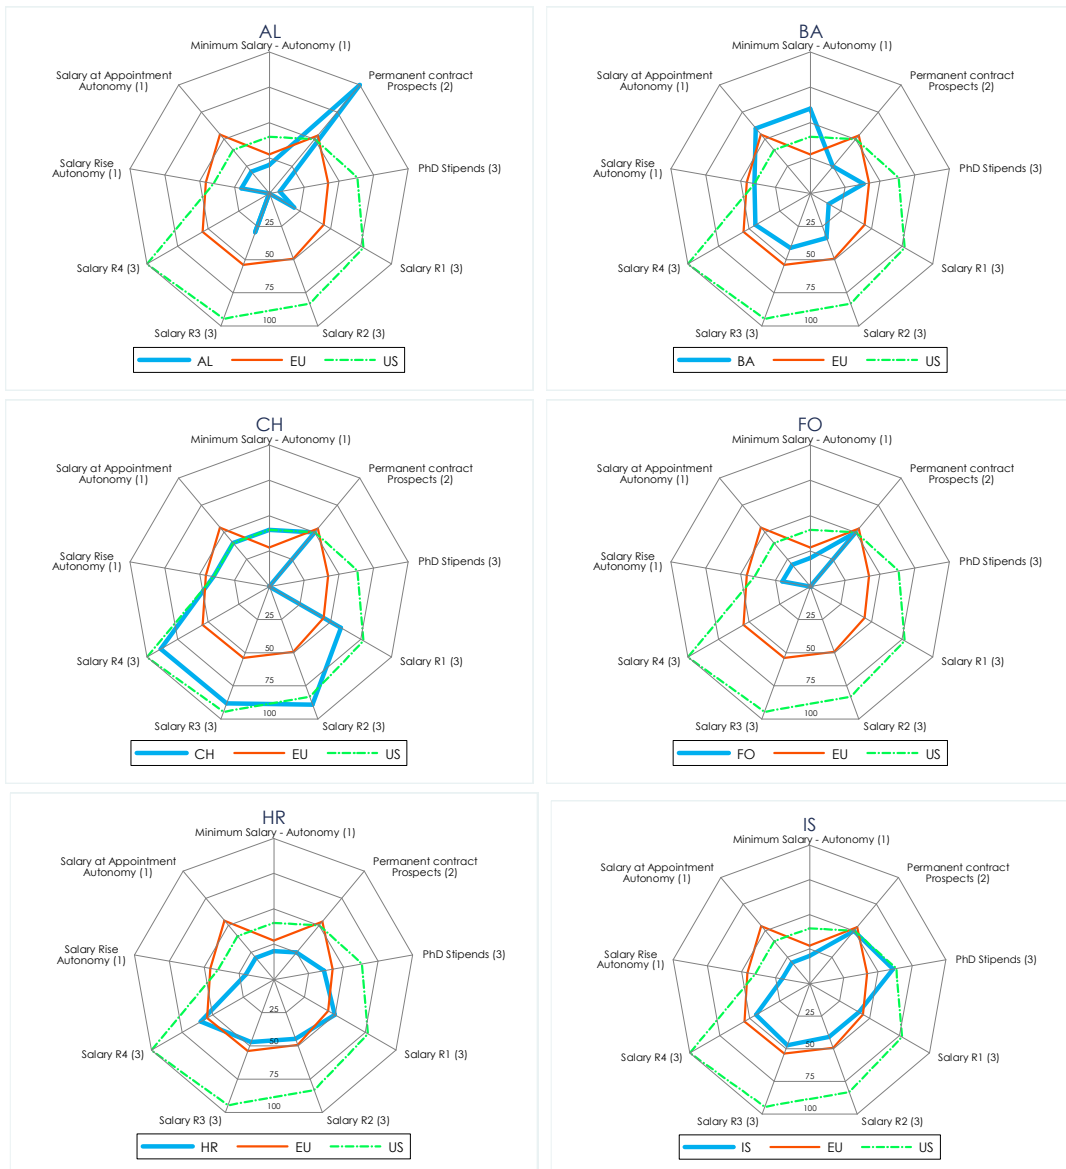 AL
Minimum Salary - Autonomy (1)
Permanent contract
Prospects (2)
PhD Stipends (3)
Salary R1 (3)
Salary R2 (3)
Salary R3 (3)
Salary R4 (3)
Salary Rise
Autonomy (1)
Salary at Appointment
Autonomy (1)
25
50
75
100
AL EU US
BA
Minimum Salary - Autonomy (1)
Permanent contract
Prospects (2)
PhD Stipends (3)
Salary R1 (3)
Salary R2 (3)
Salary R3 (3)
Salary R4 (3)
Salary Rise
Autonomy (1)
Salary at Appointment
Autonomy (1)
25
50
75
100
BA EU US
CH
Minimum Salary - Autonomy (1)
Permanent contract
Prospects (2)
PhD Stipends (3)
Salary R1 (3)
Salary R2 (3)
Salary R3 (3)
Salary R4 (3)
Salary Rise
Autonomy (1)
Salary at Appointment
Autonomy (1)
25
50
75
100
CH EU US
FO
Minimum Salary - Autonomy (1)
Permanent contract
Prospects (2)
PhD Stipends (3)
Salary R1 (3)
Salary R2 (3)
Salary R3 (3)
Salary R4 (3)
Salary Rise
Autonomy (1)
Salary at Appointment
Autonomy (1)
25
50
75
100
FO EU US
HR
Minimum Salary - Autonomy (1)
Permanent contract
Prospects (2)
PhD Stipends (3)
Salary R1 (3)
Salary R2 (3)
Salary R3 (3)
Salary R4 (3)
Salary Rise
Autonomy (1)
Salary at Appointment
Autonomy (1)
25
50
75
100
HR EU US
IS
Minimum Salary - Autonomy (1)
Permanent contract
Prospects (2)
PhD Stipends (3)
Salary R1 (3)
Salary R2 (3)
Salary R3 (3)
Salary R4 (3)
Salary Rise
Autonomy (1)
Salary at Appointment
Autonomy (1)
25
50
75
100
IS EU US